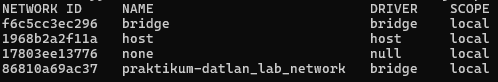 NETWORK ID     NAME                          DRIVER    SCOPE
f6c5cc3ec296   bridge                        bridge    local
1968b2a2f11a   host                          host      local
17803ee13776   none                          null      local
86810a69ac37   praktikum-datlan_lab_network   bridge    local